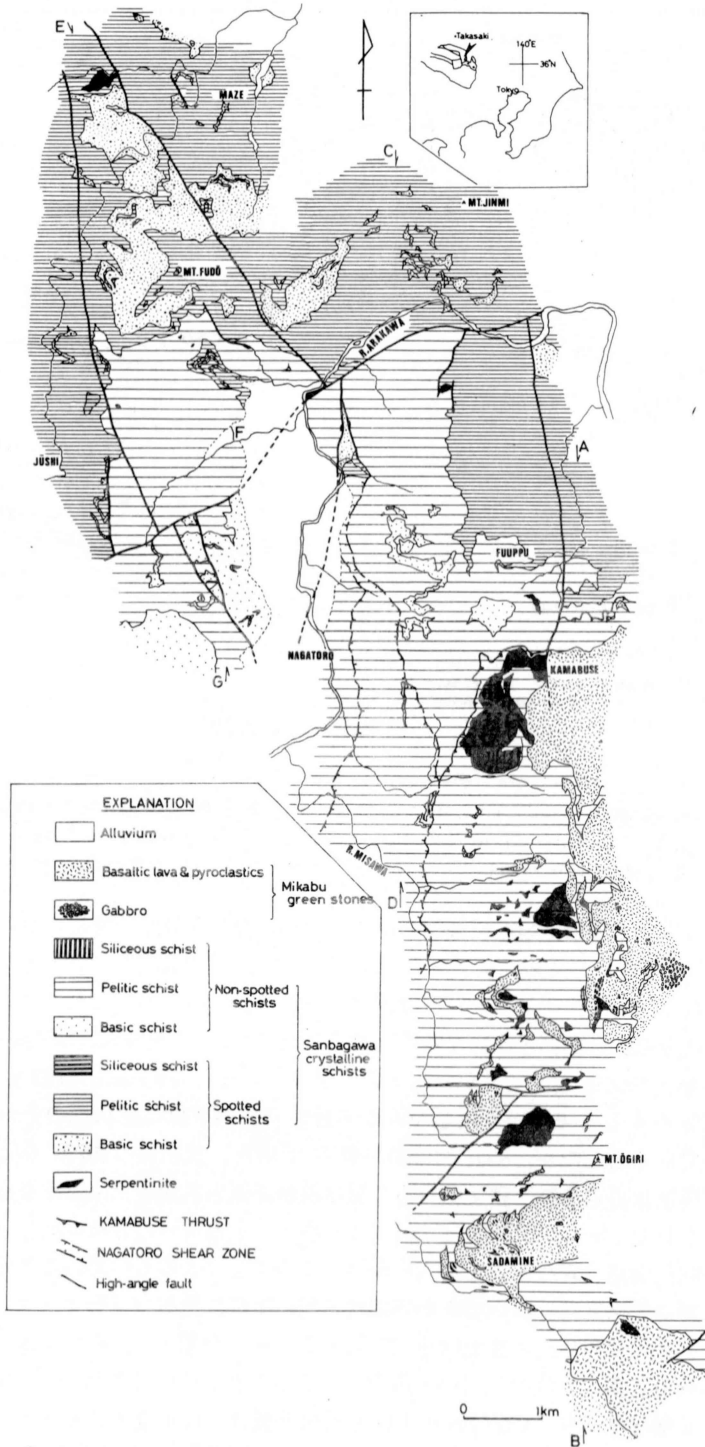 E
Takasaki
140°E
36°N
Tokyo
MAZE
C
MT.JINMI
MT.FUDŌ
R.ARAKAWA
F
A
JŪSHI
FUUPPU
NAGATORO
KAMABUSE
G
R.MISAWA
D
EXPLANATION
Alluvium
Basaltic lava & pyroclastics
Gabbro
Mikabu green stones
Siliceous schist
Pelitic schist
Basic schist
Non-spotted schists
Siliceous schist
Pelitic schist
Basic schist
Spotted schists
Sanbagawa crystalline schists
Serpentinite
KAMABUSE THRUST
NAGATORO SHEAR ZONE
High-angle fault
MT.ŌGIRI
SADAMINE
0 1km
B